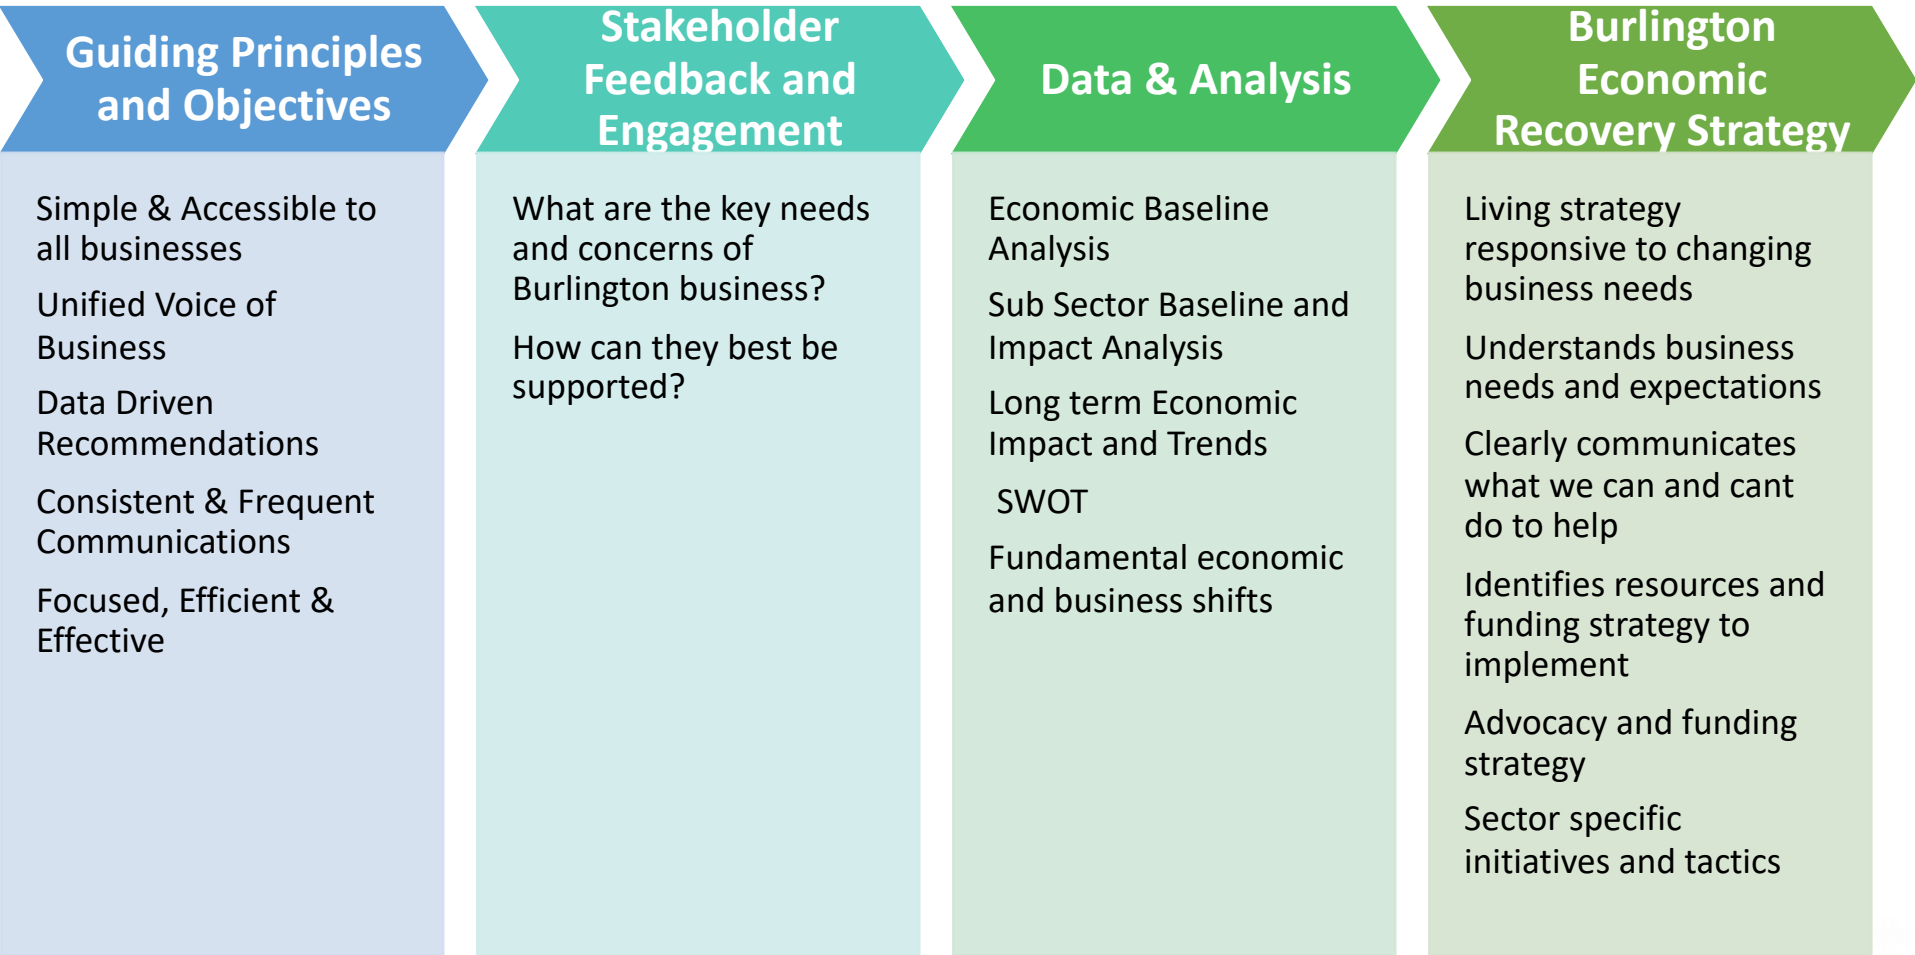 Guiding Principles
and Objectives
Simple & Accessible to
all businesses
Unified Voice of
Business
Data Driven
Recommendations
Consistent & Frequent
Communications
Focused, Efficient &
Effective
Stakeholder
Feedback and
Engagement
What are the key needs
and concerns of
Burlington business?
How can they best be
supported?
Data & Analysis
Economic Baseline
Analysis
Sub Sector Baseline and
Impact Analysis
Long term Economic
Impact and Trends
SWOT
Fundamental economic
and business shifts
Burlington
Economic
Recovery Strategy
Living strategy
responsive to changing
business needs
Understands business
needs and expectations
Clearly communicates
what we can and cant
do to help
Identifies resources and
funding strategy to
implement
Advocacy and funding
strategy
Sector specific
initiatives and tactics